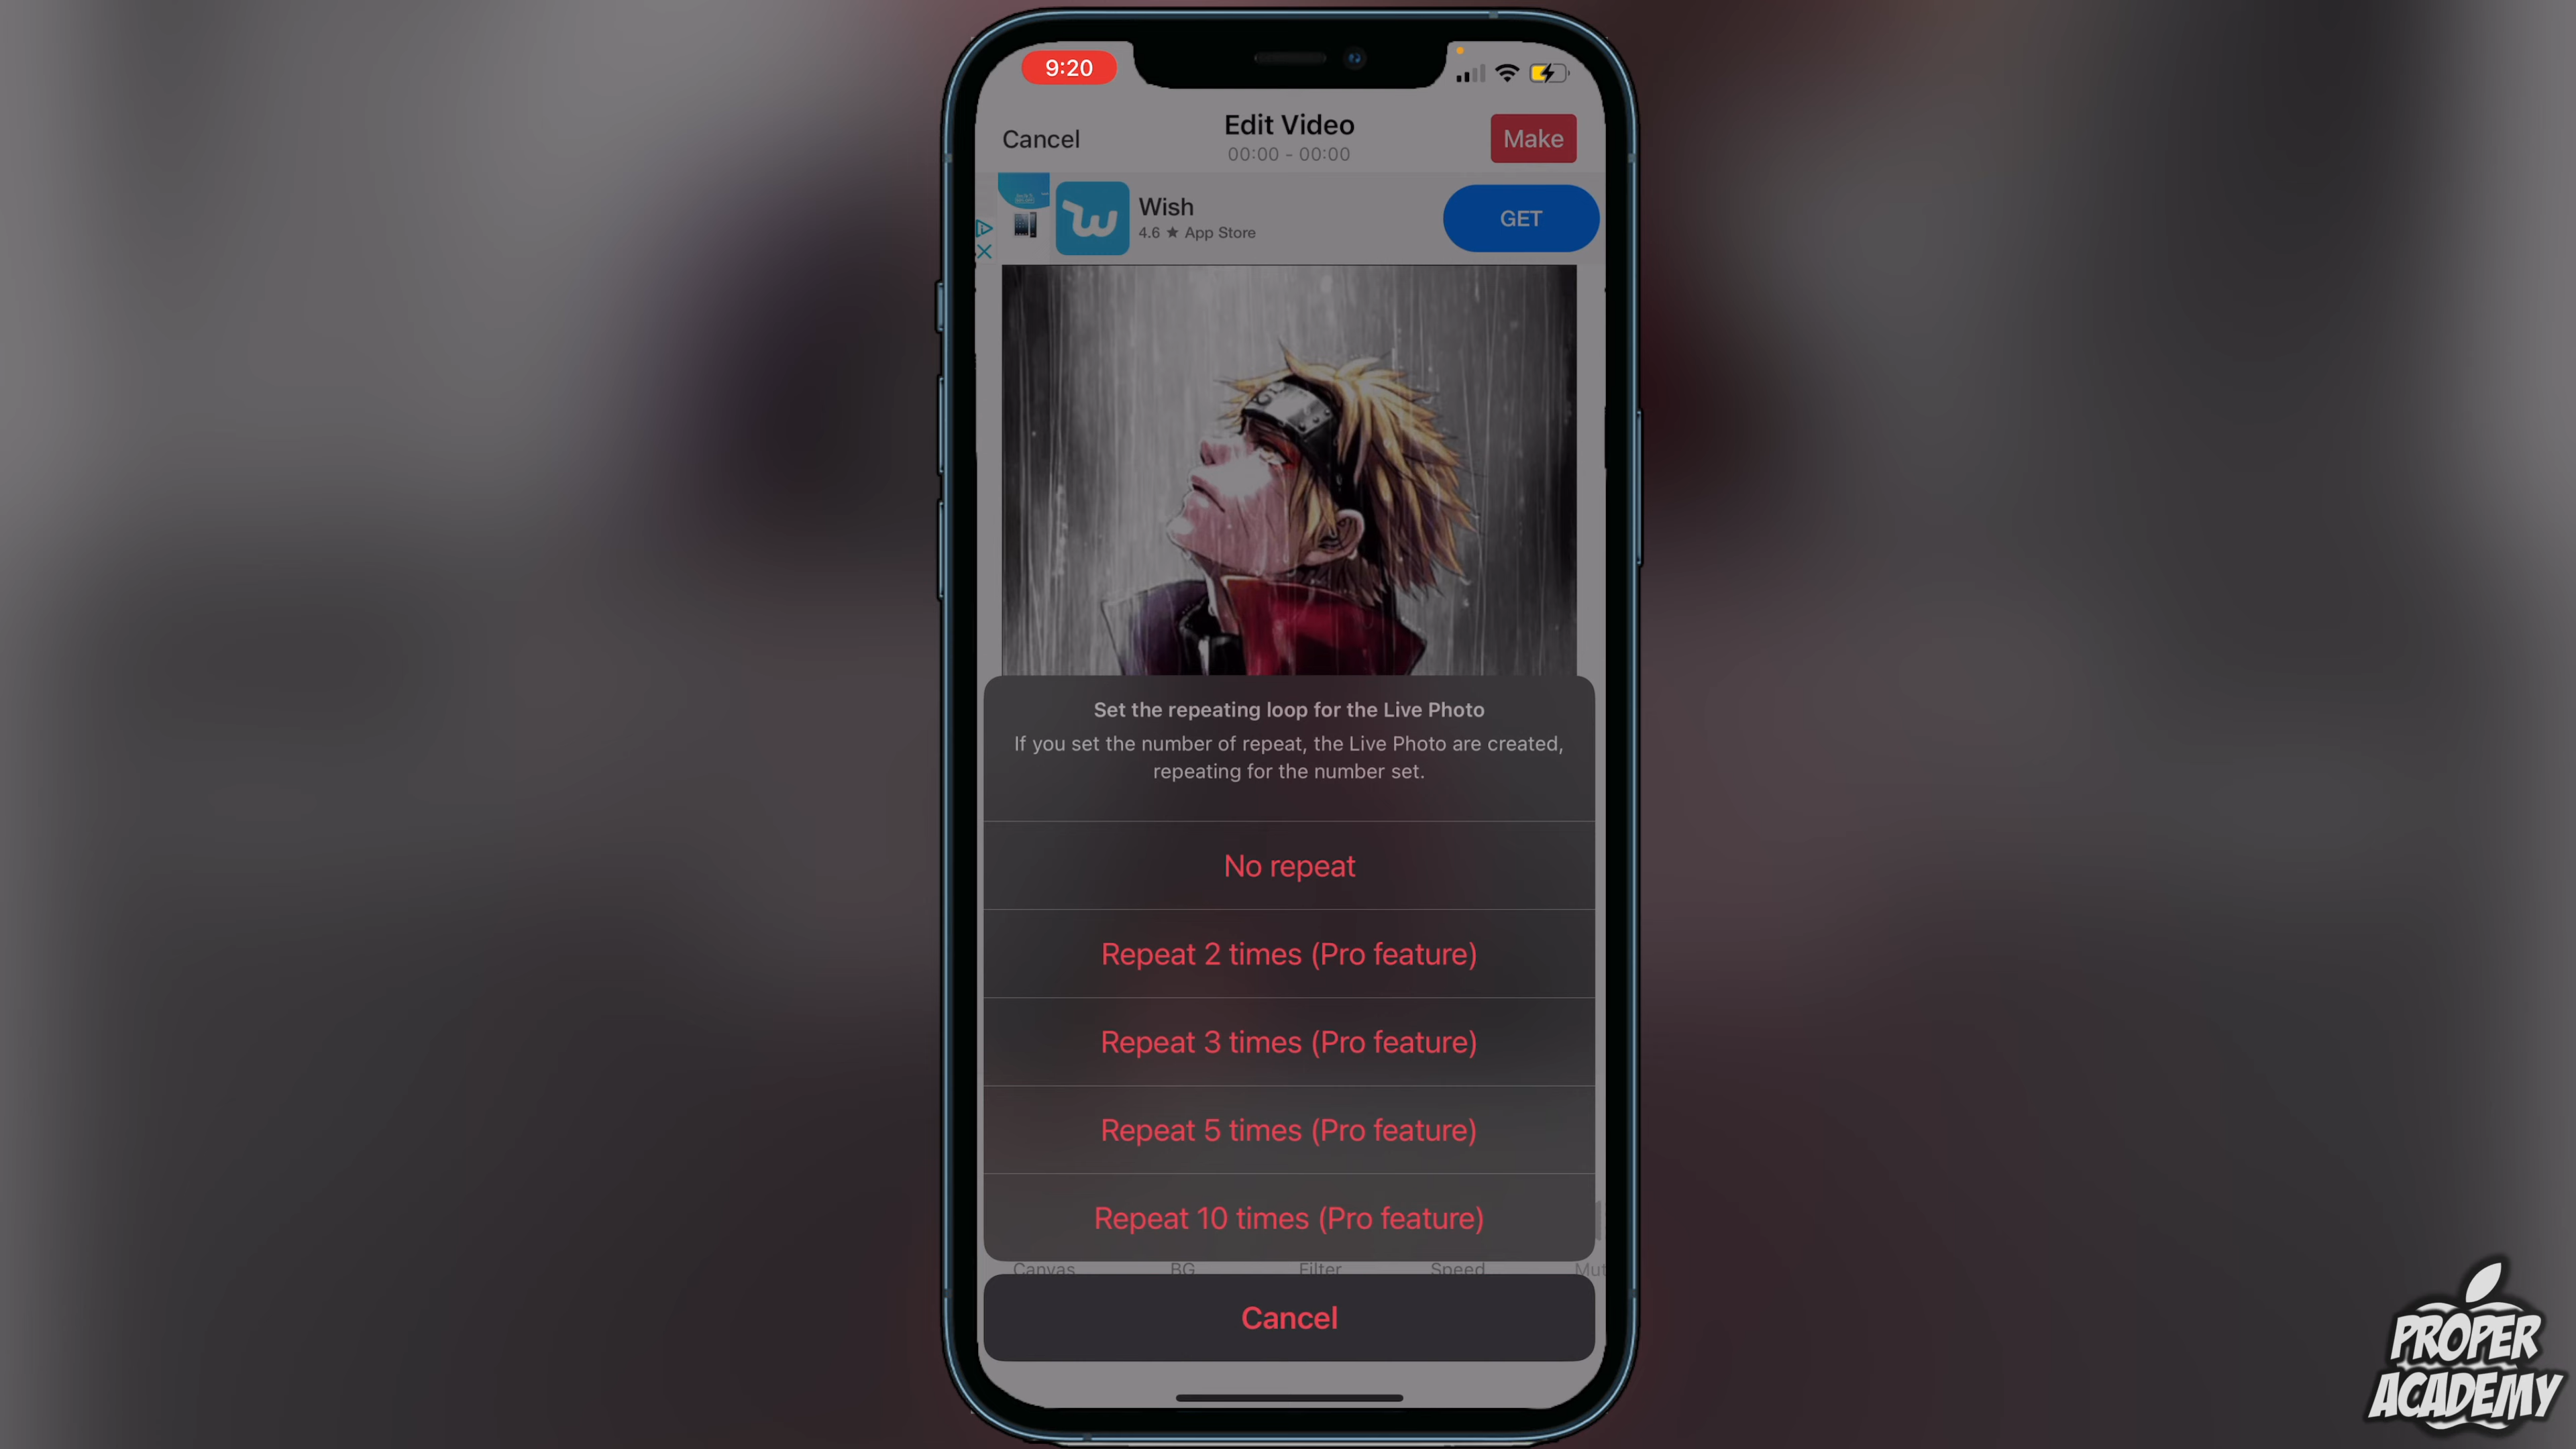 9:20
Cancel
Edit Video
Make
00:00 - 00:00
Wish
4.6 ★ App Store
GET
Set the repeating loop for the Live Photo
If you set the number of repeat, the Live Photo are created,
repeating for the number set.
No repeat
Repeat 2 times (Pro feature)
Repeat 3 times (Pro feature)
Repeat 5 times (Pro feature)
Repeat 10 times (Pro feature)
Canvas BG Filter Speed
Cancel
PROPER
ACADEMY